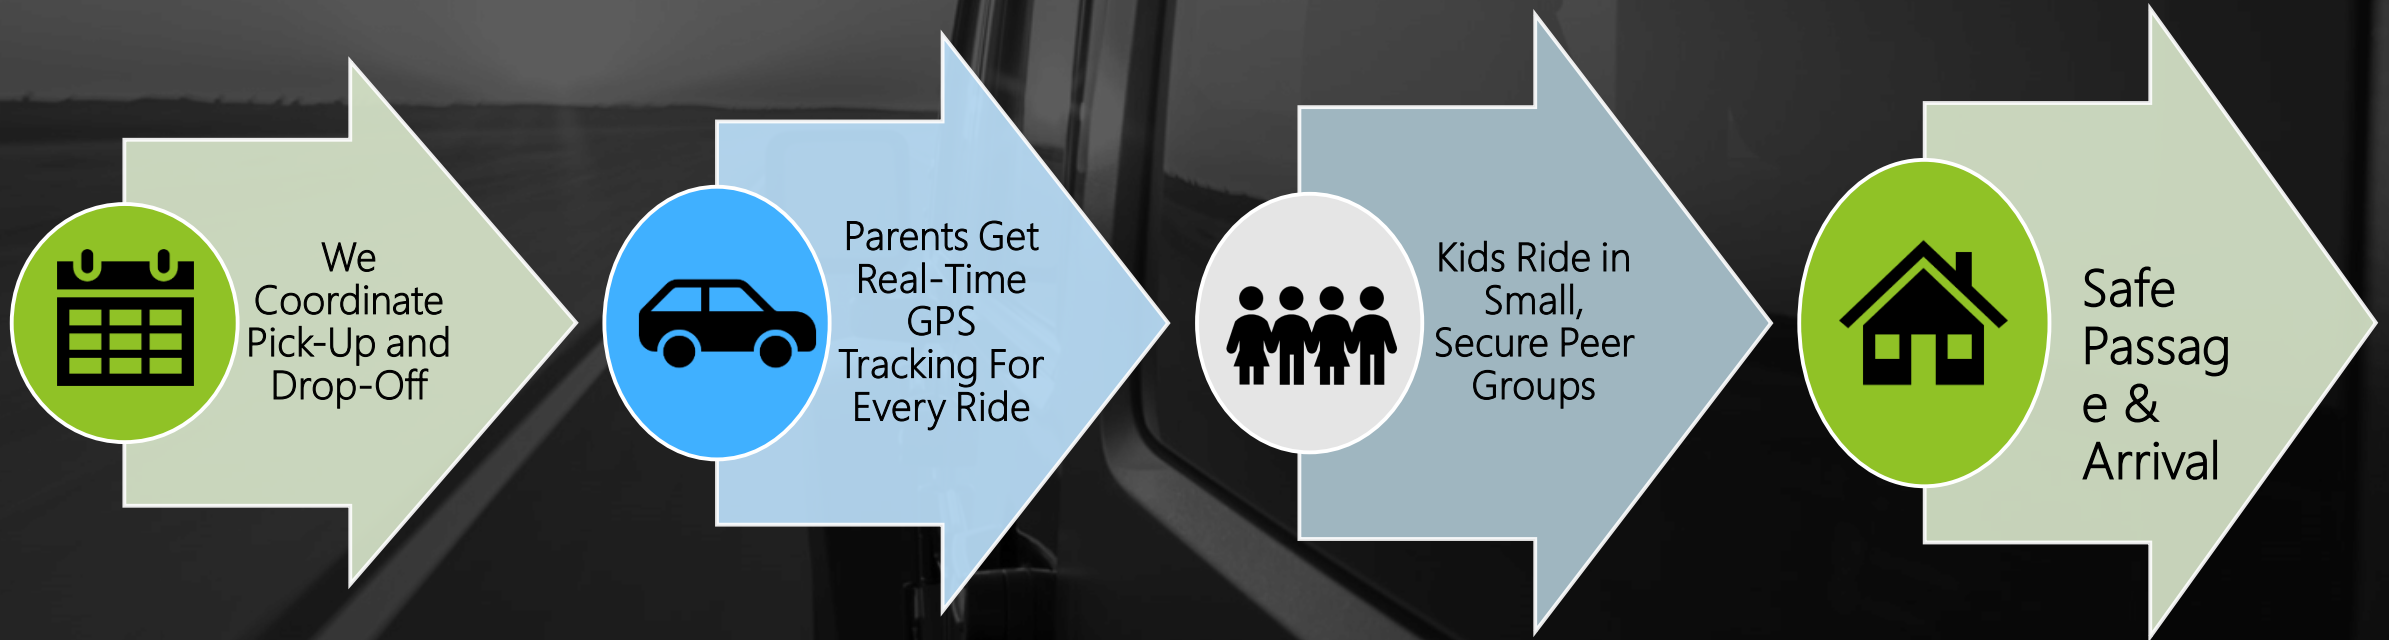 We
Coordinate
Pick-Up and
Drop-Off
Parents Get
Real-Time
GPS
Tracking For
Every Ride
Kids Ride in
Small,
Secure Peer
Groups
Safe
Passag
e &
Arrival